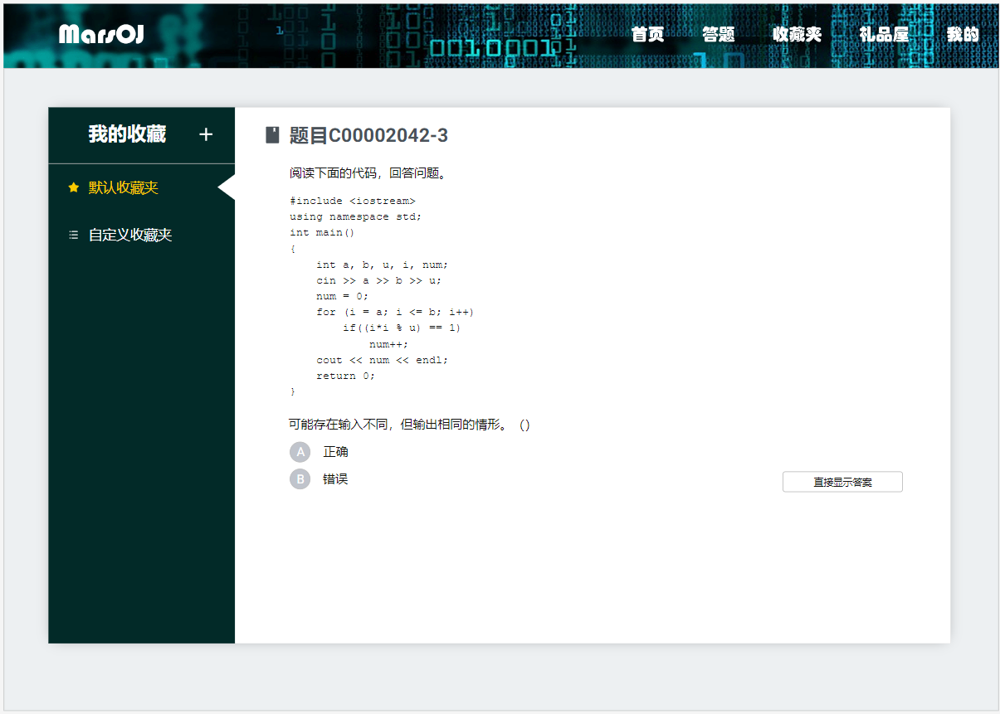 MarsOJ
首页 答题 收藏夹 礼品屋 我的
我的收藏 +
默认收藏夹
自定义收藏夹
题目C00002042-3
阅读下面的代码，回答问题。
#include <iostream>
using namespace std;
int main()
{
    int a, b, u, i, num;
    cin >> a >> b >> u;
    num = 0;
    for (i = a; i <= b; i++)
        if((i*i % u) == 1)
            num++;
    cout << num << endl;
    return 0;
}
可能存在输入不同，但输出相同的情形。 ()
A 正确
B 错误
直接显示答案